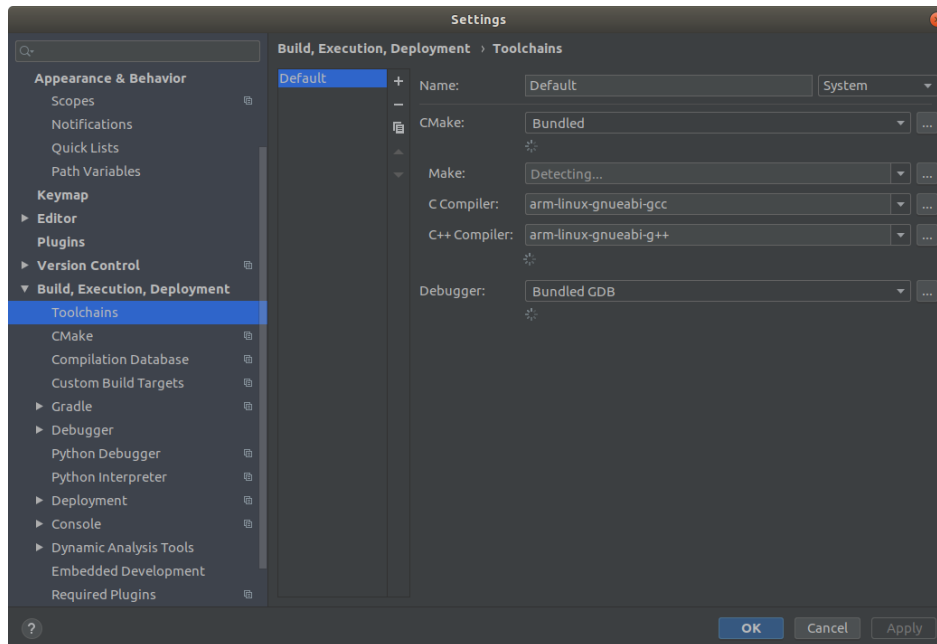 Settings
Appearance & Behavior
Scopes
Notifications
Quick Lists
Path Variables
Keymap
Editor
Plugins
Version Control
Build, Execution, Deployment
Toolchains
CMake
Compilation Database
Custom Build Targets
Gradle
Debugger
Python Debugger
Python Interpreter
Deployment
Console
Dynamic Analysis Tools
Embedded Development
Required Plugins
Build, Execution, Deployment › Toolchains
Default
Name: Default System
CMake: Bundled ...
Make: Detecting... ...
C Compiler: arm-linux-gnueabi-gcc ...
C++ Compiler: arm-linux-gnueabi-g++ ...
Debugger: Bundled GDB ...
? OK Cancel Apply